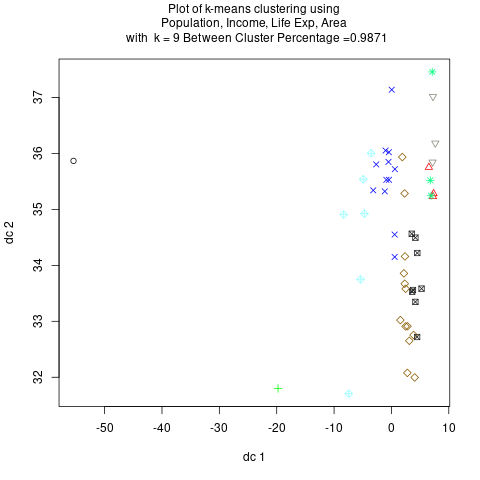 Plot of k-means clustering using
Population, Income, Life Exp, Area
with  k = 9 Between Cluster Percentage =0.9871
dc 2
37
36
35
34
33
32
-50
-40
-30
-20
-10
0
10
dc 1